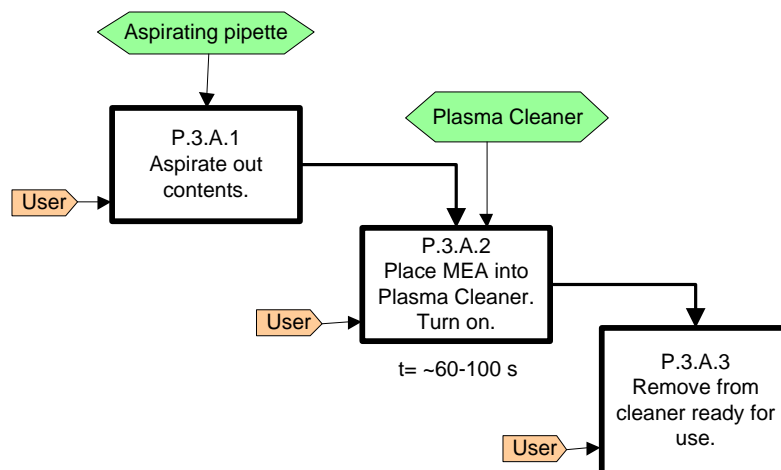 Aspirating pipette
P.3.A.1
Aspirate out
contents.
User
Plasma Cleaner
P.3.A.2
Place MEA into
Plasma Cleaner.
Turn on.
User
t= ~60-100 s
P.3.A.3
Remove from
cleaner ready for
use.
User